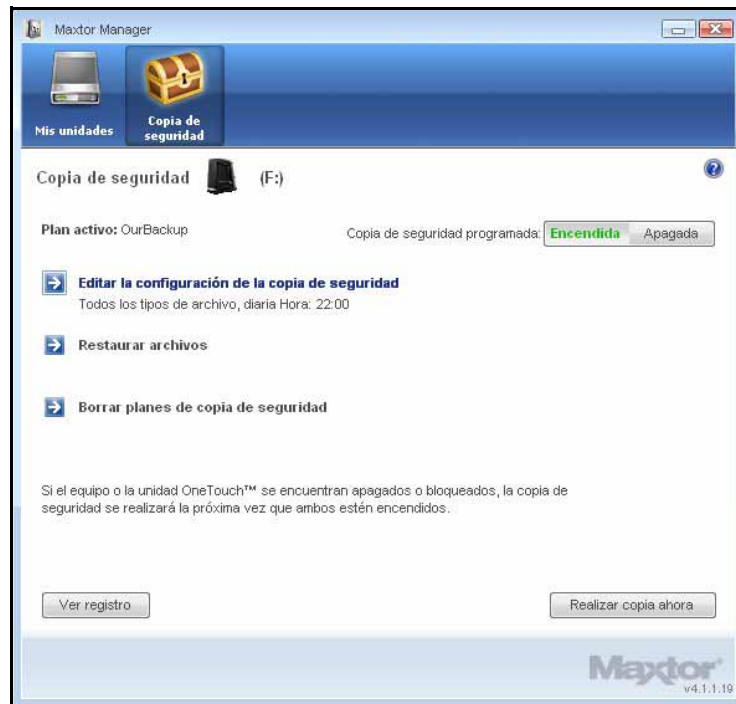 Maxtor Manager
Mis unidades
Copia de
seguridad
Copia de seguridad (F:)
Plan activo: OurBackup
Copia de seguridad programada: Encendida Apagada
Editar la configuración de la copia de seguridad
Todos los tipos de archivo, diaria Hora: 22:00
Restaurar archivos
Borrar planes de copia de seguridad
Si el equipo o la unidad OneTouch™ se encuentran apagados o bloqueados, la copia de
seguridad se realizará la próxima vez que ambos estén encendidos.
Ver registro
Realizar copia ahora
Maxtor
v4.1.1.19